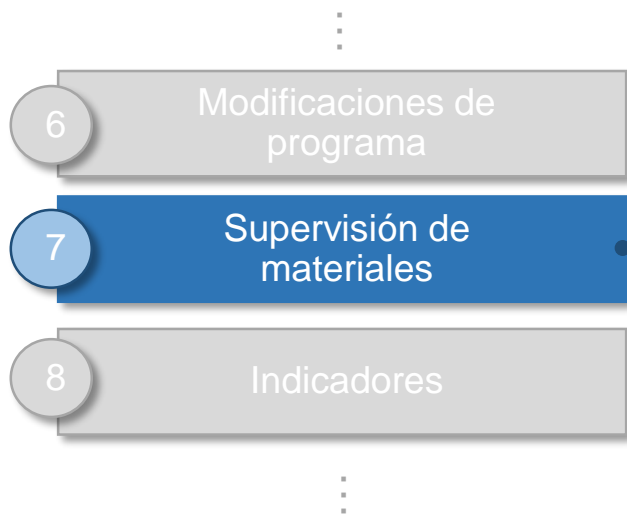 6
Modificaciones de
programa
7
Supervisión de
materiales
8
Indicadores